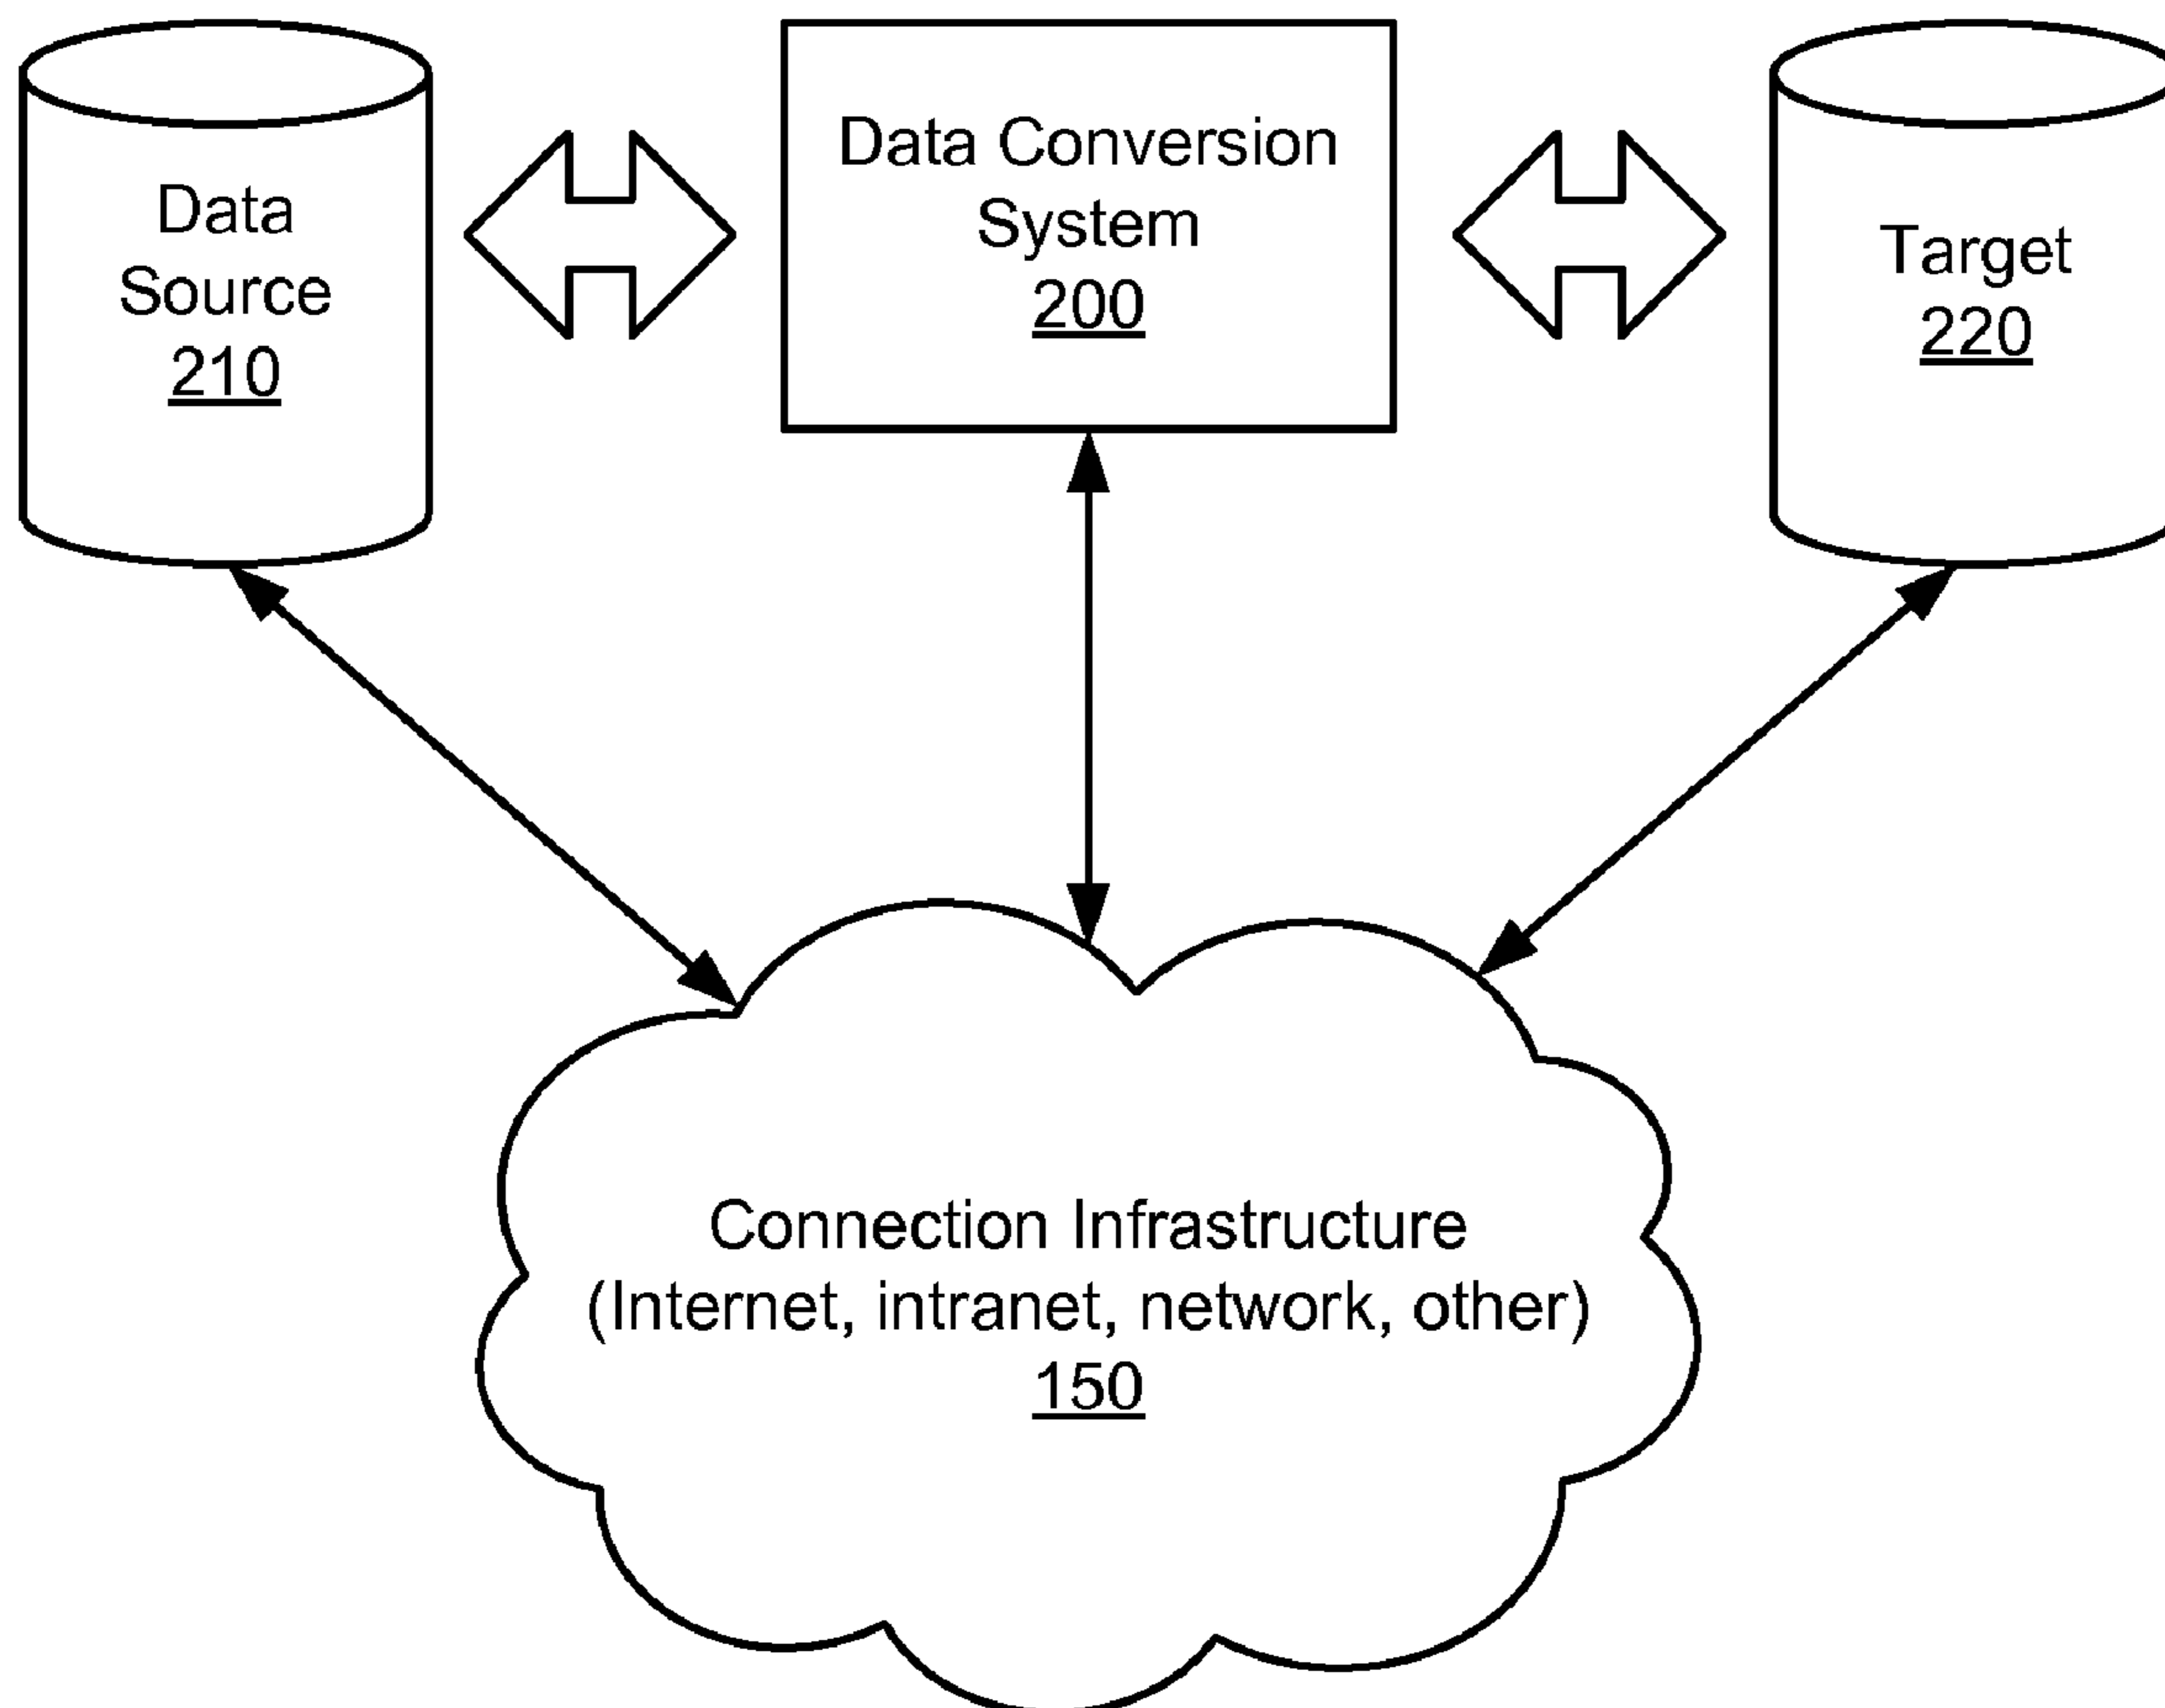 Data
Source
210
Data Conversion
System
200
Target
220
Connection Infrastructure
(Internet, intranet, network, other)
150